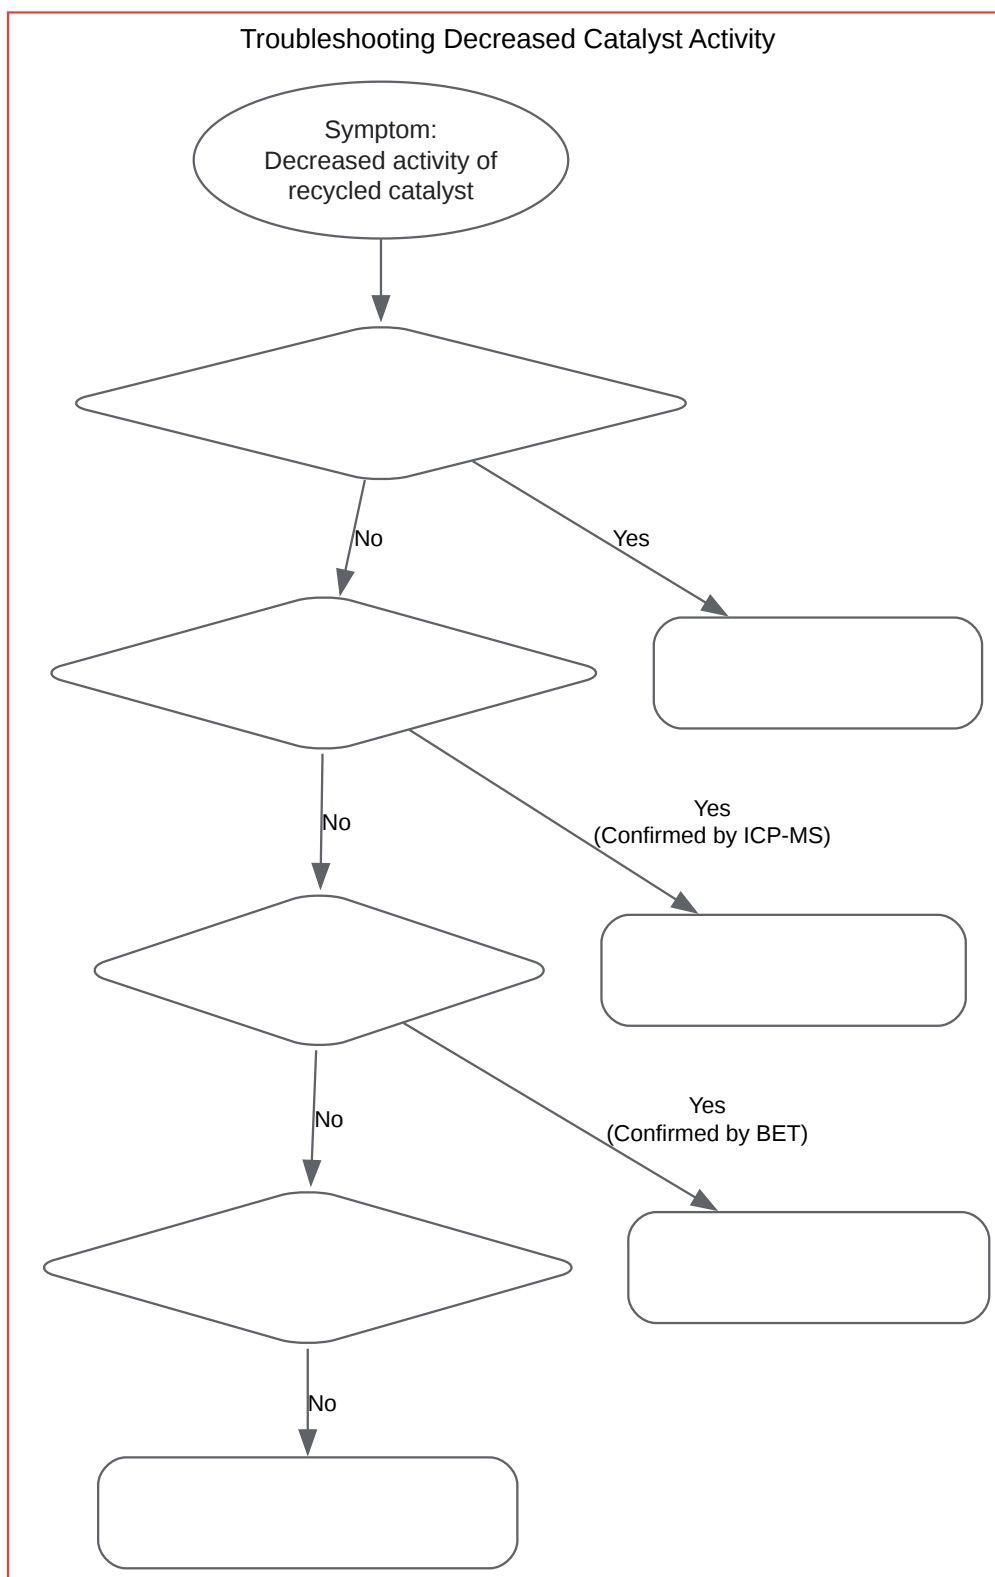 Troubleshooting Decreased Catalyst Activity
Symptom:
Decreased activity of
recycled catalyst
No
Yes
No
Yes
(Confirmed by ICP-MS)
No
Yes
(Confirmed by BET)
No